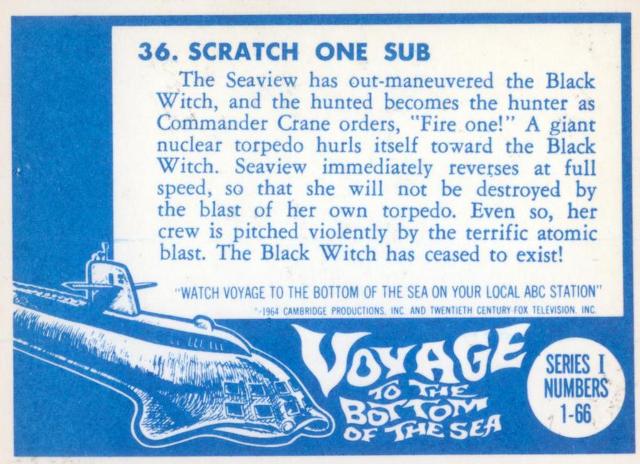 36. SCRATCH ONE SUB
The Seaview has out-maneuvered the Black
Witch, and the hunted becomes the hunter as
Commander Crane orders, "Fire one!" A giant
nuclear torpedo hurls itself toward the Black
Witch. Seaview immediately reverses at full
speed, so that she will not be destroyed by
the blast of her own torpedo. Even so, her
crew is pitched violently by the terrific atomic
blast. The Black Witch has ceased to exist!
"WATCH VOYAGE TO THE BOTTOM OF THE SEA ON YOUR LOCAL ABC STATION"
1964 CAMBRIDGE PRODUCTIONS, INC. AND TWENTIETH CENTURY-FOX TELEVISION, INC.
VOYAGE
TO THE
BOTTOM
OF THE SEA
SERIES I
NUMBERS
1-66